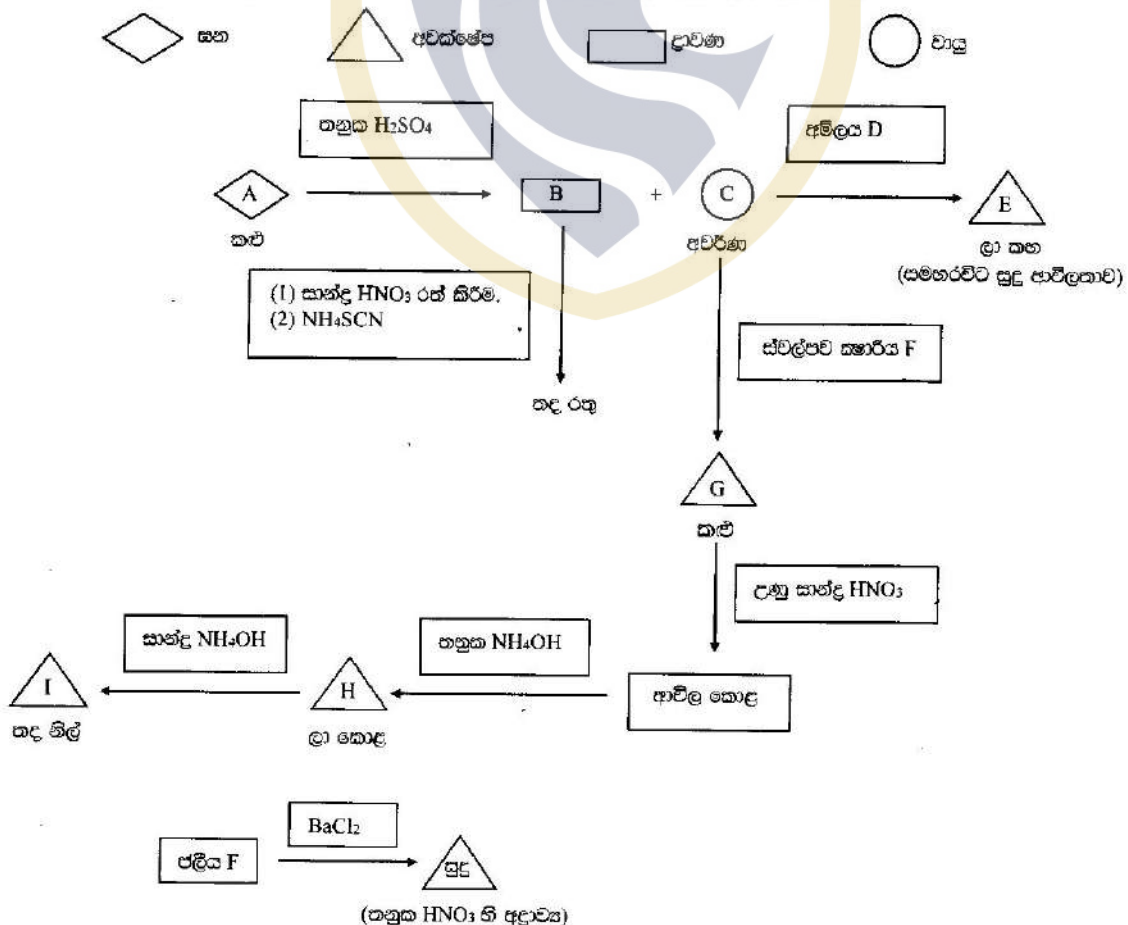 ඝන
අවක්ෂේප
ද්‍රාවණ
වායු
තනුක H₂SO₄
අම්ලය D
A
B
+
C
E
කළු
අවර්ණ
ලා කහ
(සමහරවිට සුදු ආවිලතාව)
(1) සාන්ද්‍ර HNO₃ රත් කිරීම.
(2) NH₄SCN
ස්වල්පව ක්ෂාරීය F
තද රතු
G
කළු
උණු සාන්ද්‍ර HNO₃
සාන්ද්‍ර NH₄OH
තනුක NH₄OH
I
H
ආවිල කොළ
තද නිල්
ලා කොළ
BaCl₂
ජලීය F
සුදු
(තනුක HNO₃ හි අද්‍රාව්‍ය)